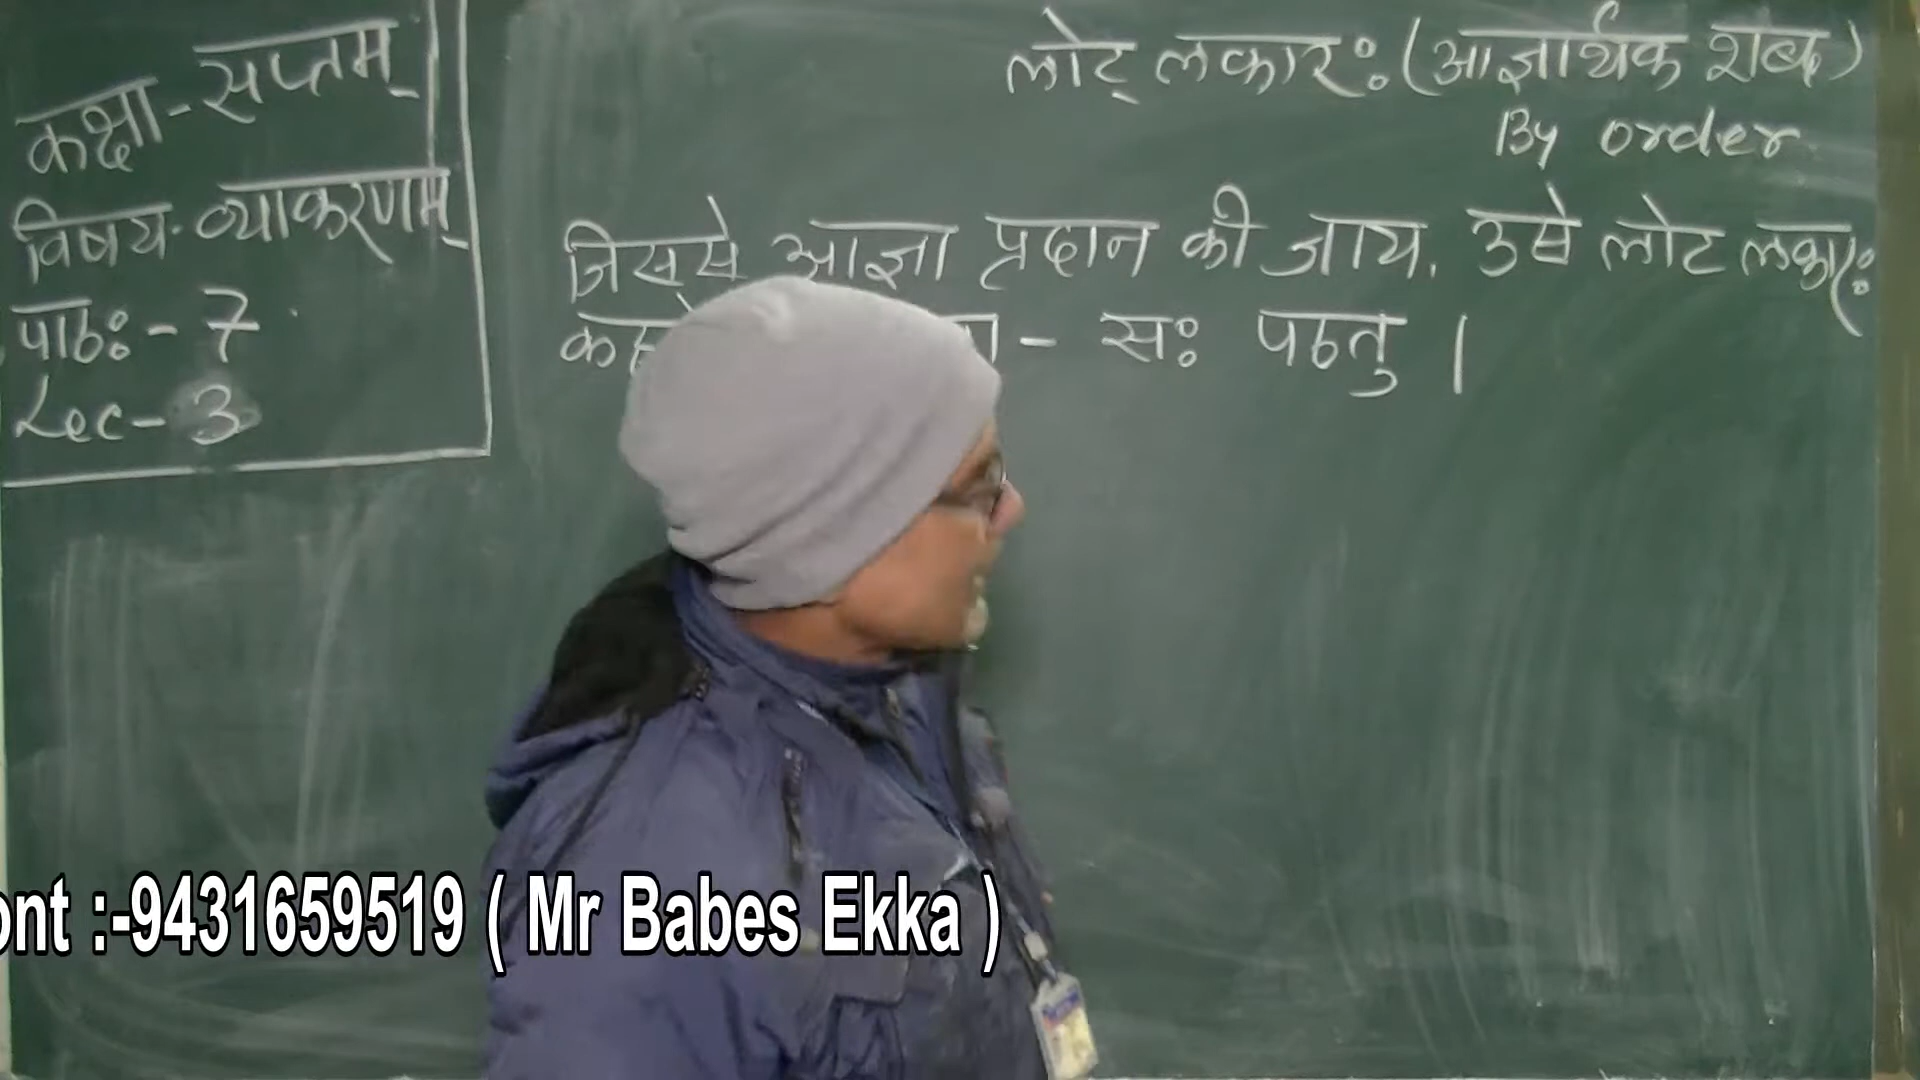 कक्षा - सप्तम्
विषय - व्याकरणम्
पाठः - 7
Lec - 3
लोट् लकारः (आज्ञार्थक शब्द)
By order
जिससे आज्ञा प्रदान की जाय. उसे लोट लकारः
- सः पठतु ।
ont :-9431659519 ( Mr Babes Ekka )